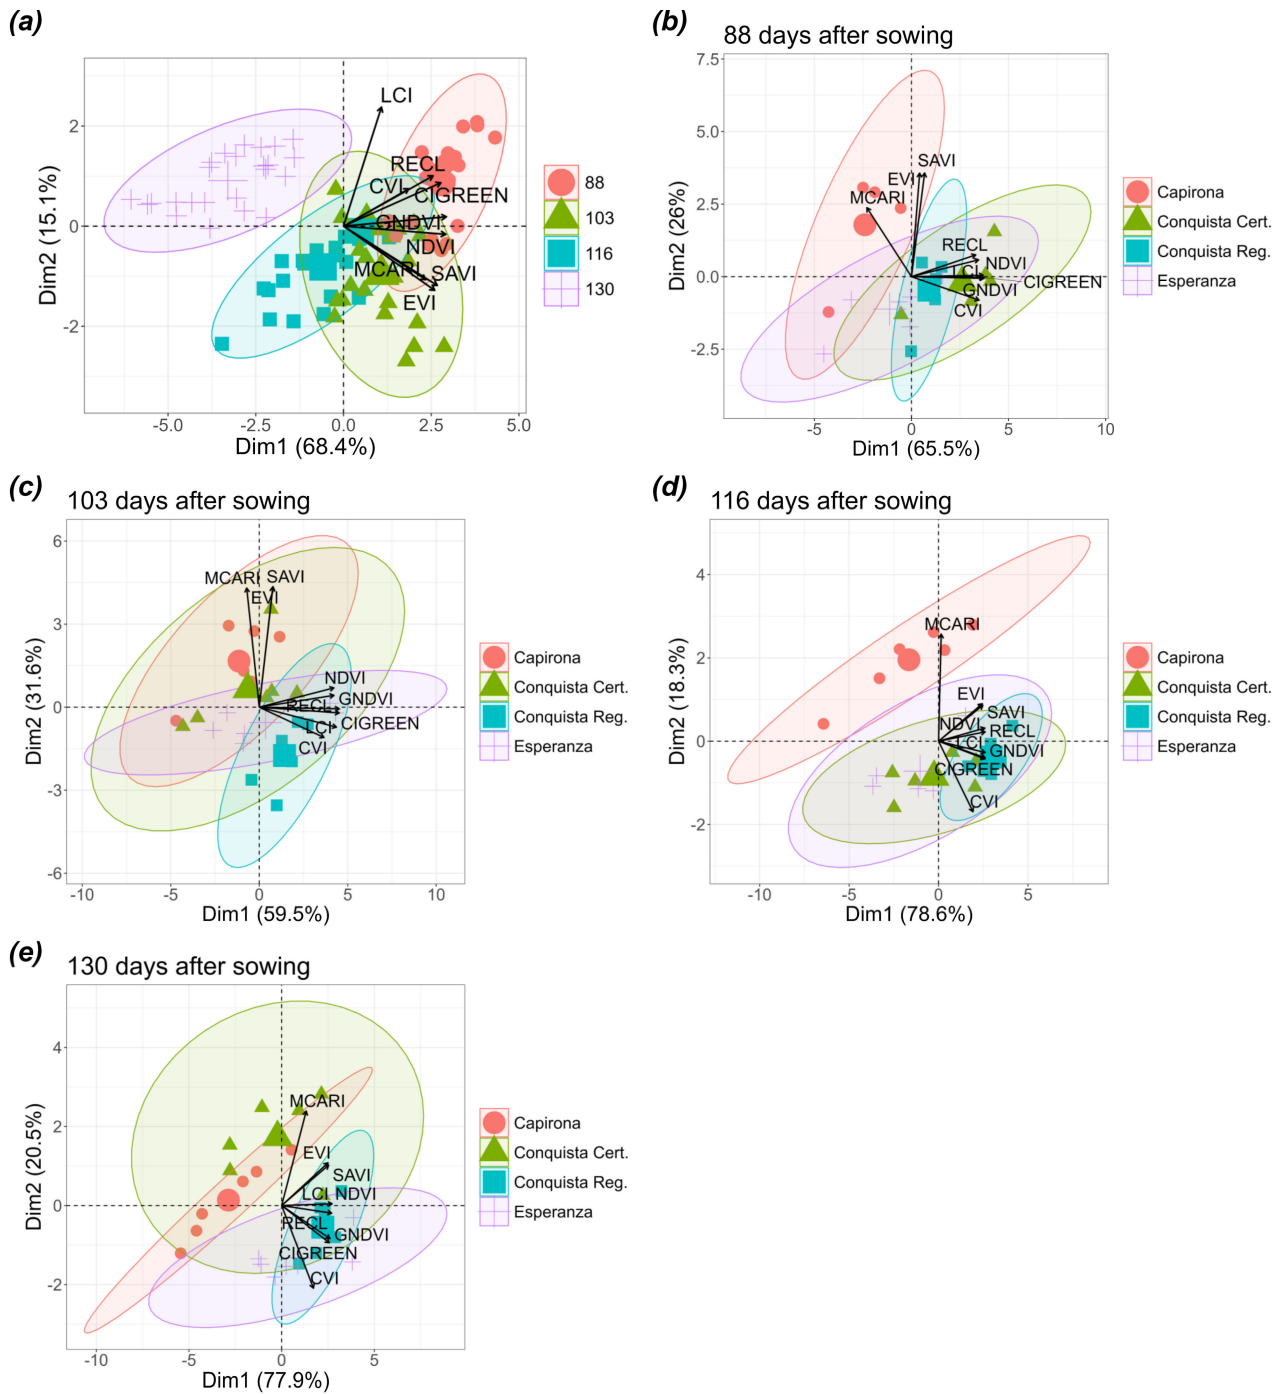 (a)
2
0
-2
-5.0
-2.5
0.0
2.5
5.0
Dim1 (68.4%)
Dim2 (15.1%)
LCI
RECL
CVI
CIGREEN
GNDVI
NDVI
MCARI
SAVI
EVI
88
103
116
130
(b)
88 days after sowing
7.5
5.0
2.5
0.0
-2.5
-5
0
5
10
Dim1 (65.5%)
Dim2 (26%)
SAVI
EVI
MCARI
RECL
NDVI
LCI
CIGREEN
GNDVI
CVI
Capirona
Conquista Cert.
Conquista Reg.
Esperanza
(c)
103 days after sowing
6
3
0
-3
-6
-10
-5
0
5
10
Dim1 (59.5%)
Dim2 (31.6%)
MCARI
SAVI
EVI
NDVI
GNDVI
RECL
LCI
CIGREEN
CVI
Capirona
Conquista Cert.
Conquista Reg.
Esperanza
(d)
116 days after sowing
4
2
0
-2
-10
-5
0
5
Dim1 (78.6%)
Dim2 (18.3%)
MCARI
EVI
SAVI
NDVI
RECL
LCI
GNDVI
CIGREEN
CVI
Capirona
Conquista Cert.
Conquista Reg.
Esperanza
(e)
130 days after sowing
4
2
0
-2
-10
-5
0
5
Dim1 (77.9%)
Dim2 (20.5%)
MCARI
EVI
SAVI
LCI
NDVI
RECL
GNDVI
CIGREEN
CVI
Capirona
Conquista Cert.
Conquista Reg.
Esperanza